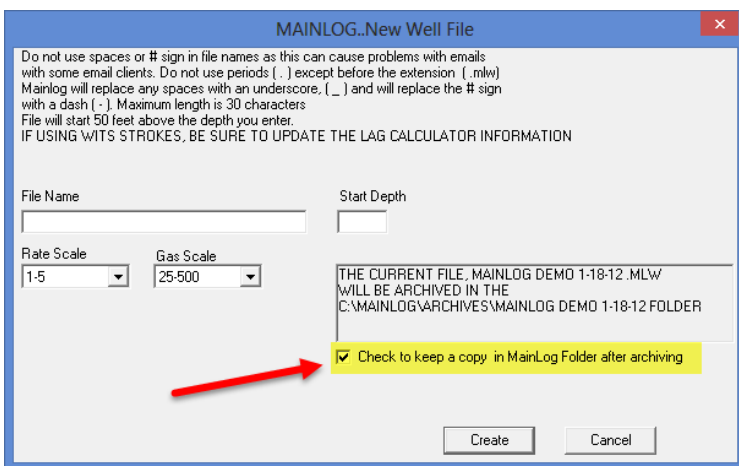 MAINLOG..New Well File
×
Do not use spaces or # sign in file names as this can cause problems with emails
with some email clients. Do not use periods ( . ) except before the extension ( .mlw)
Mainlog will replace any spaces with an underscore, ( _ ) and will replace the # sign
with a dash ( - ). Maximum length is 30 characters
File will start 50 feet above the depth you enter.
IF USING WITS STROKES, BE SURE TO UPDATE THE LAG CALCULATOR INFORMATION
File Name
Start Depth
Rate Scale
Gas Scale
1-5
25-500
THE CURRENT FILE, MAINLOG DEMO 1-18-12 .MLW
WILL BE ARCHIVED IN THE
C:\MAINLOG\ARCHIVES\MAINLOG DEMO 1-18-12 FOLDER
Check to keep a copy in MainLog Folder after archiving
Create
Cancel